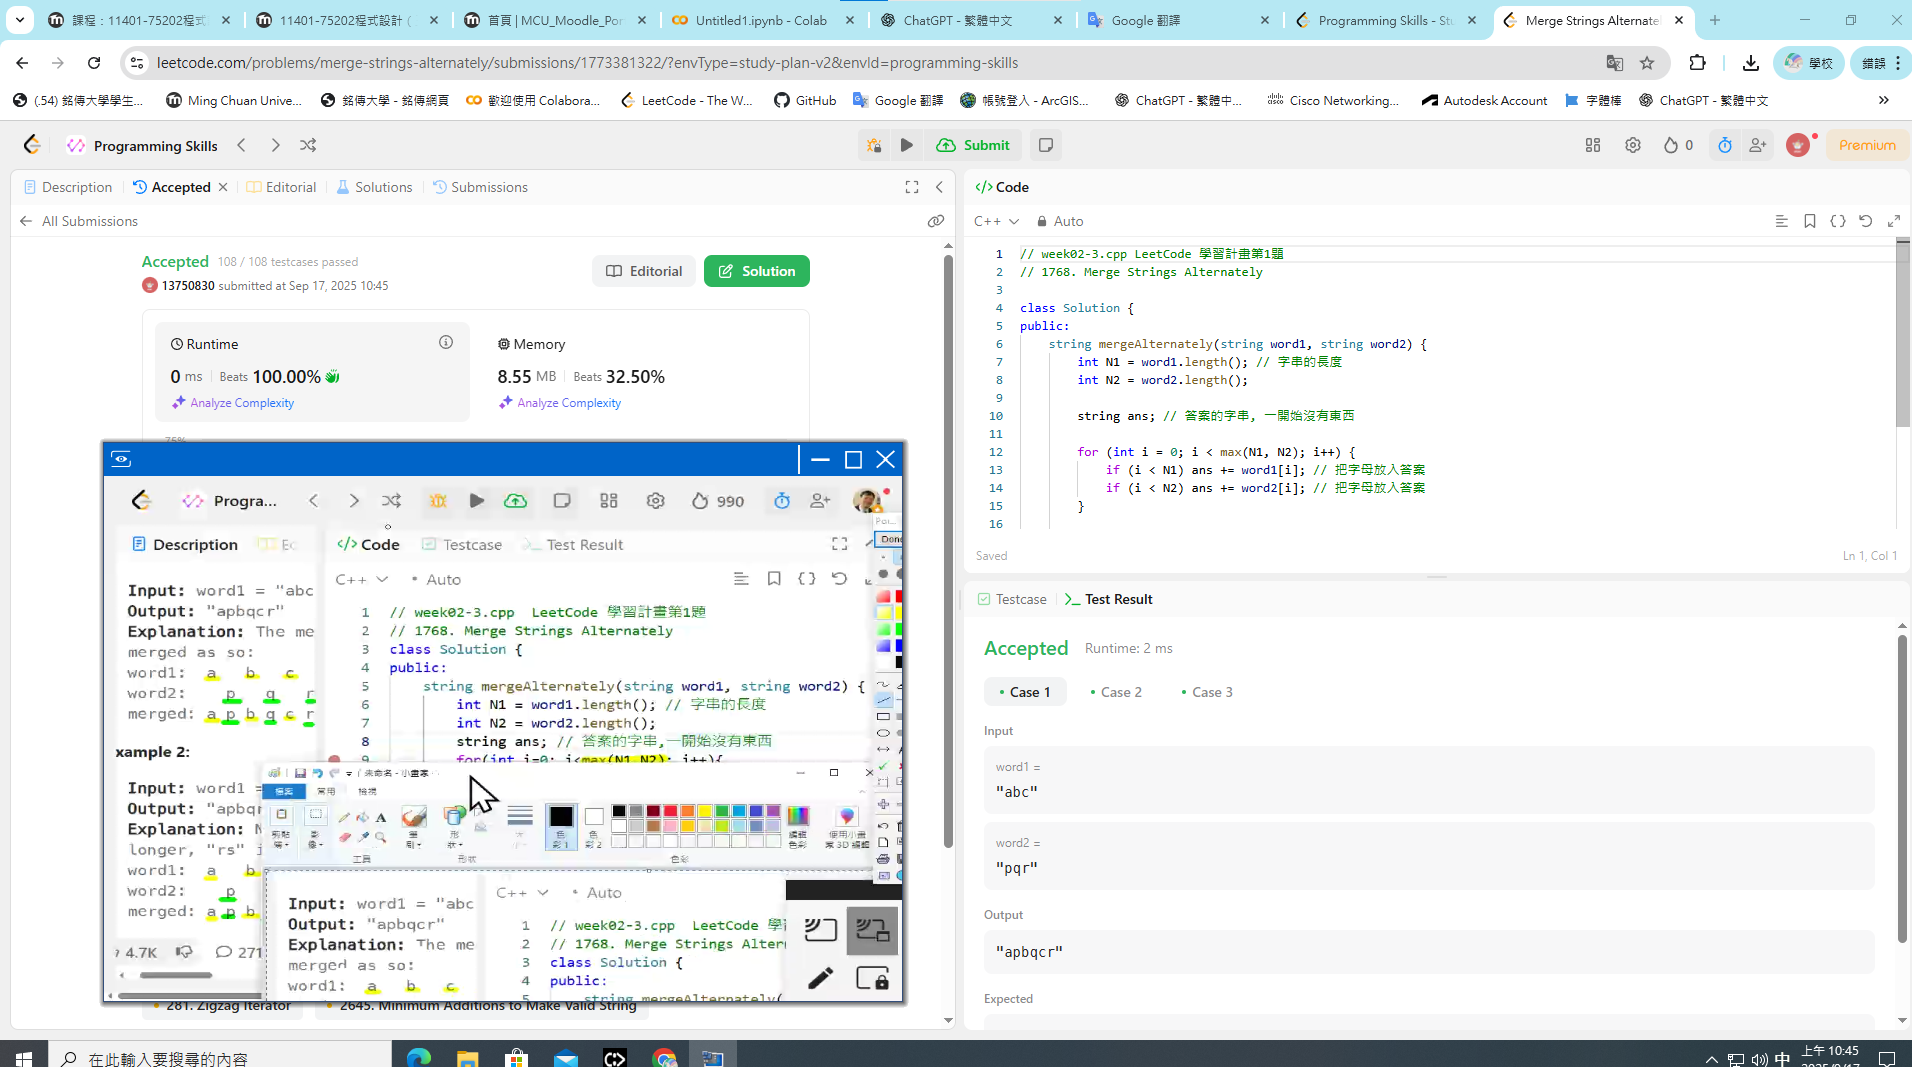 課程：11401-75202程式
11401-75202程式設計 (
首頁 | MCU_Moodle_Por
Untitled1.ipynb - Colab
ChatGPT - 繁體中文
Google 翻譯
Programming Skills - Stu
Merge Strings Alternate
leetcode.com/problems/merge-strings-alternately/submissions/1773381322/?envType=study-plan-v2&envId=programming-skills
學校
錯誤
(.54) 銘傳大學學生...
Ming Chuan Unive...
銘傳大學 - 銘傳網頁
歡迎使用 Colabora...
LeetCode - The W...
GitHub
Google 翻譯
帳號登入 - ArcGIS...
ChatGPT - 繁體中...
Cisco Networking...
Autodesk Account
字體棒
ChatGPT - 繁體中文
Programming Skills
Submit
0
Premium
Description
Accepted
Editorial
Solutions
Submissions
All Submissions
Accepted 108 / 108 testcases passed
13750830 submitted at Sep 17, 2025 10:45
Editorial
Solution
Runtime
0 ms | Beats 100.00%
Analyze Complexity
Memory
8.55 MB | Beats 32.50%
Analyze Complexity
75%
Progra...
990
Description
Code
Testcase
Test Result
C++
Auto
Input: word1 = "abc
Output: "apbqcr"
Explanation: The me
merged as so:
word1: a b c
word2: p q r
merged: a p b q c r
xample 2:
Input: word1 =
Output: "apbq
Explanation: N
longer, "rs" i
word1: a b
word2: p
merged: a p b
4.7K
271
1 // week02-3.cpp LeetCode 學習計畫第1題
2 // 1768. Merge Strings Alternately
3 class Solution {
4 public:
5 string mergeAlternately(string word1, string word2) {
6 int N1 = word1.length(); // 字串的長度
7 int N2 = word2.length();
8 string ans; // 答案的字串,一開始沒有東西
9 for(int i=0; i<max(N1,N2); i++){
Done
未命名 - 小畫家
檔案
常用
檢視
工具
形狀
色彩
Input: word1 = "abc
Output: "apbqcr"
Explanation: The me
merged as so:
word1: a b c
C++
Auto
1 // week02-3.cpp LeetCode 學
2 // 1768. Merge Strings Alter
3 class Solution {
4 public:
5 string mergeAlternately(
281. Zigzag Iterator
2645. Minimum Additions to Make Valid String
Code
C++
Auto
1 // week02-3.cpp LeetCode 學習計畫第1題
2 // 1768. Merge Strings Alternately
3
4 class Solution {
5 public:
6 string mergeAlternately(string word1, string word2) {
7 int N1 = word1.length(); // 字串的長度
8 int N2 = word2.length();
9
10 string ans; // 答案的字串, 一開始沒有東西
11
12 for (int i = 0; i < max(N1, N2); i++) {
13 if (i < N1) ans += word1[i]; // 把字母放入答案
14 if (i < N2) ans += word2[i]; // 把字母放入答案
15 }
16
Saved
Ln 1, Col 1
Testcase
Test Result
Accepted Runtime: 2 ms
Case 1
Case 2
Case 3
Input
word1 =
"abc"
word2 =
"pqr"
Output
"apbqcr"
Expected
在此輸入要搜尋的內容
中
上午 10:45
2025/9/17